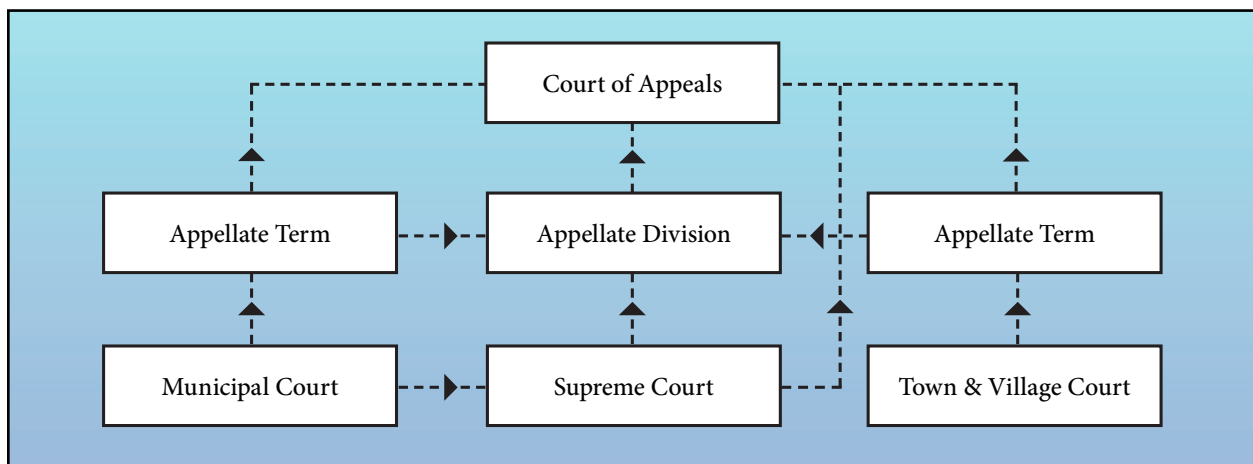 Court of Appeals
Appellate Term
Appellate Division
Appellate Term
Municipal Court
Supreme Court
Town & Village Court